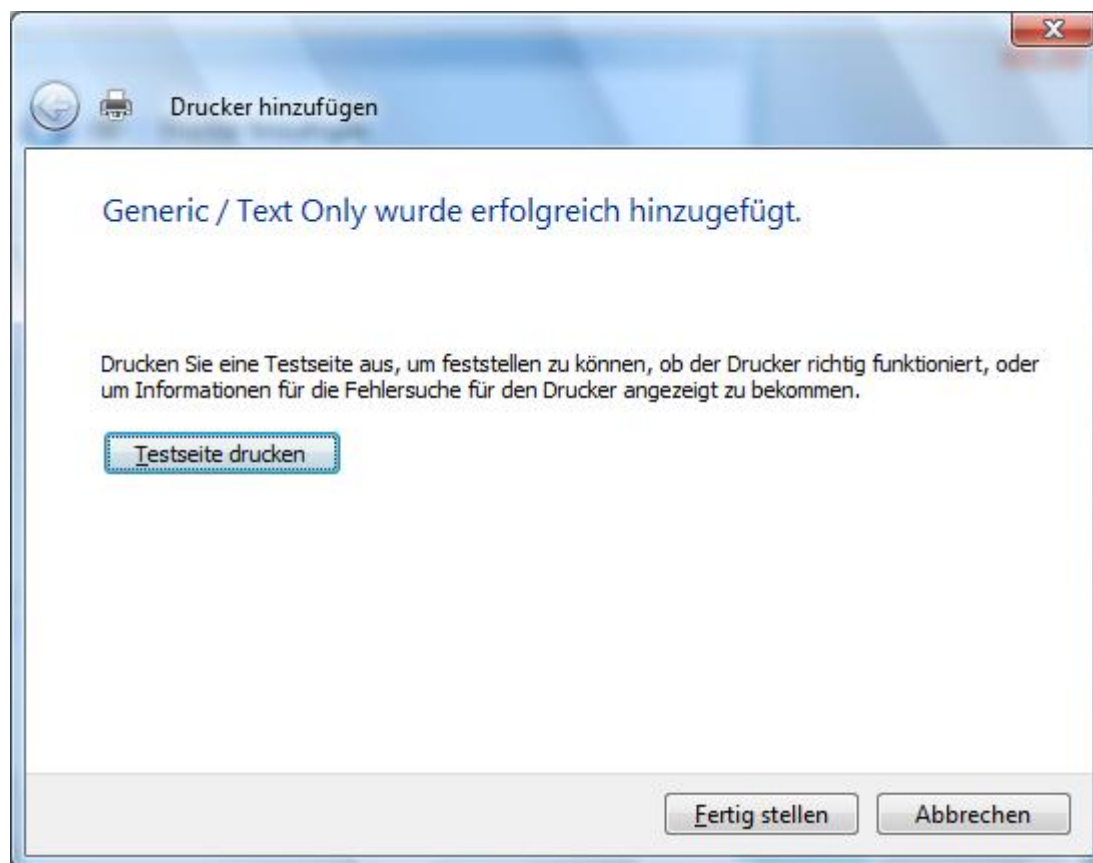 Drucker hinzufügen
Generic / Text Only wurde erfolgreich hinzugefügt.
Drucken Sie eine Testseite aus, um feststellen zu können, ob der Drucker richtig funktioniert, oder
um Informationen für die Fehlersuche für den Drucker angezeigt zu bekommen.
Testseite drucken
Fertig stellen
Abbrechen